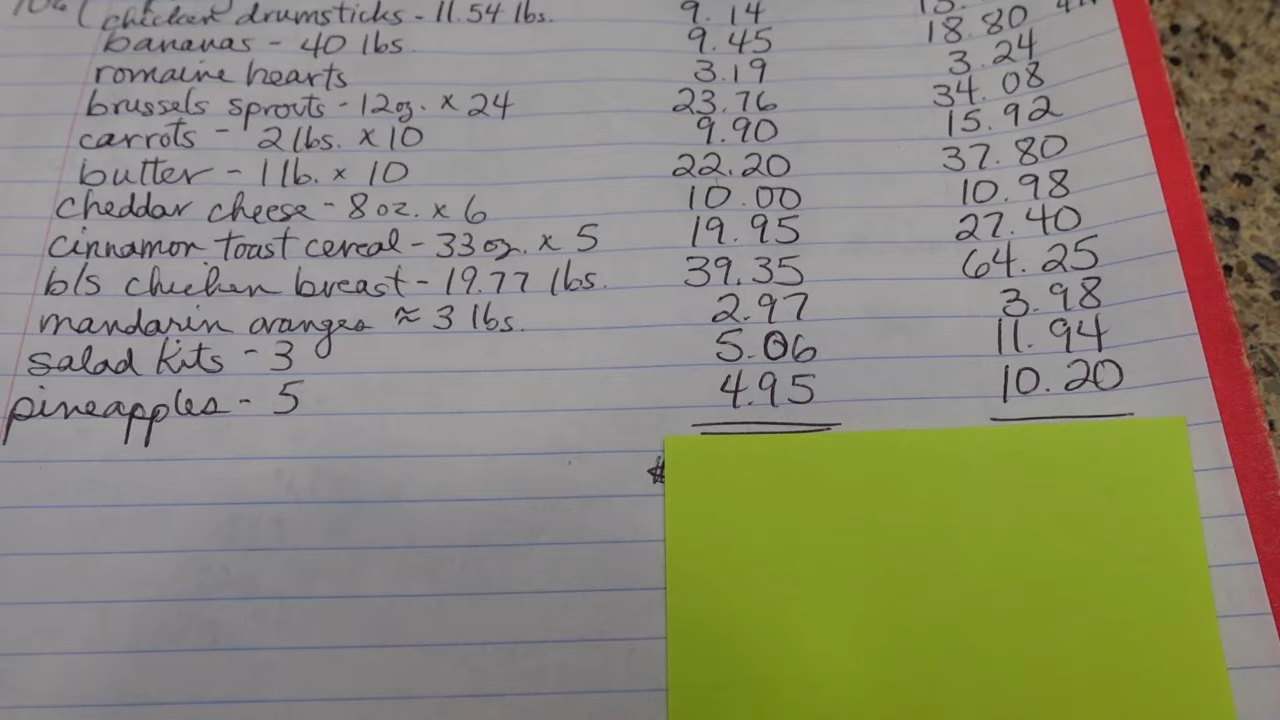 chicken drumsticks - 11.54 lbs. 9.14
bananas - 40 lbs. 9.45 18.80
romaine hearts 3.19 3.24
brussels sprouts - 12oz. x 24 23.76 34.08
carrots - 2 lbs. x 10 9.90 15.92
butter - 1 lb. x 10 22.20 37.80
cheddar cheese - 8 oz. x 6 10.00 10.98
cinnamon toast cereal - 33 oz. x 5 19.95 27.40
b/s chicken breast - 19.77 lbs. 39.35 64.25
mandarin oranges ≈ 3 lbs. 2.97 3.98
salad kits - 3 5.06 11.94
pineapples - 5 4.95 10.20